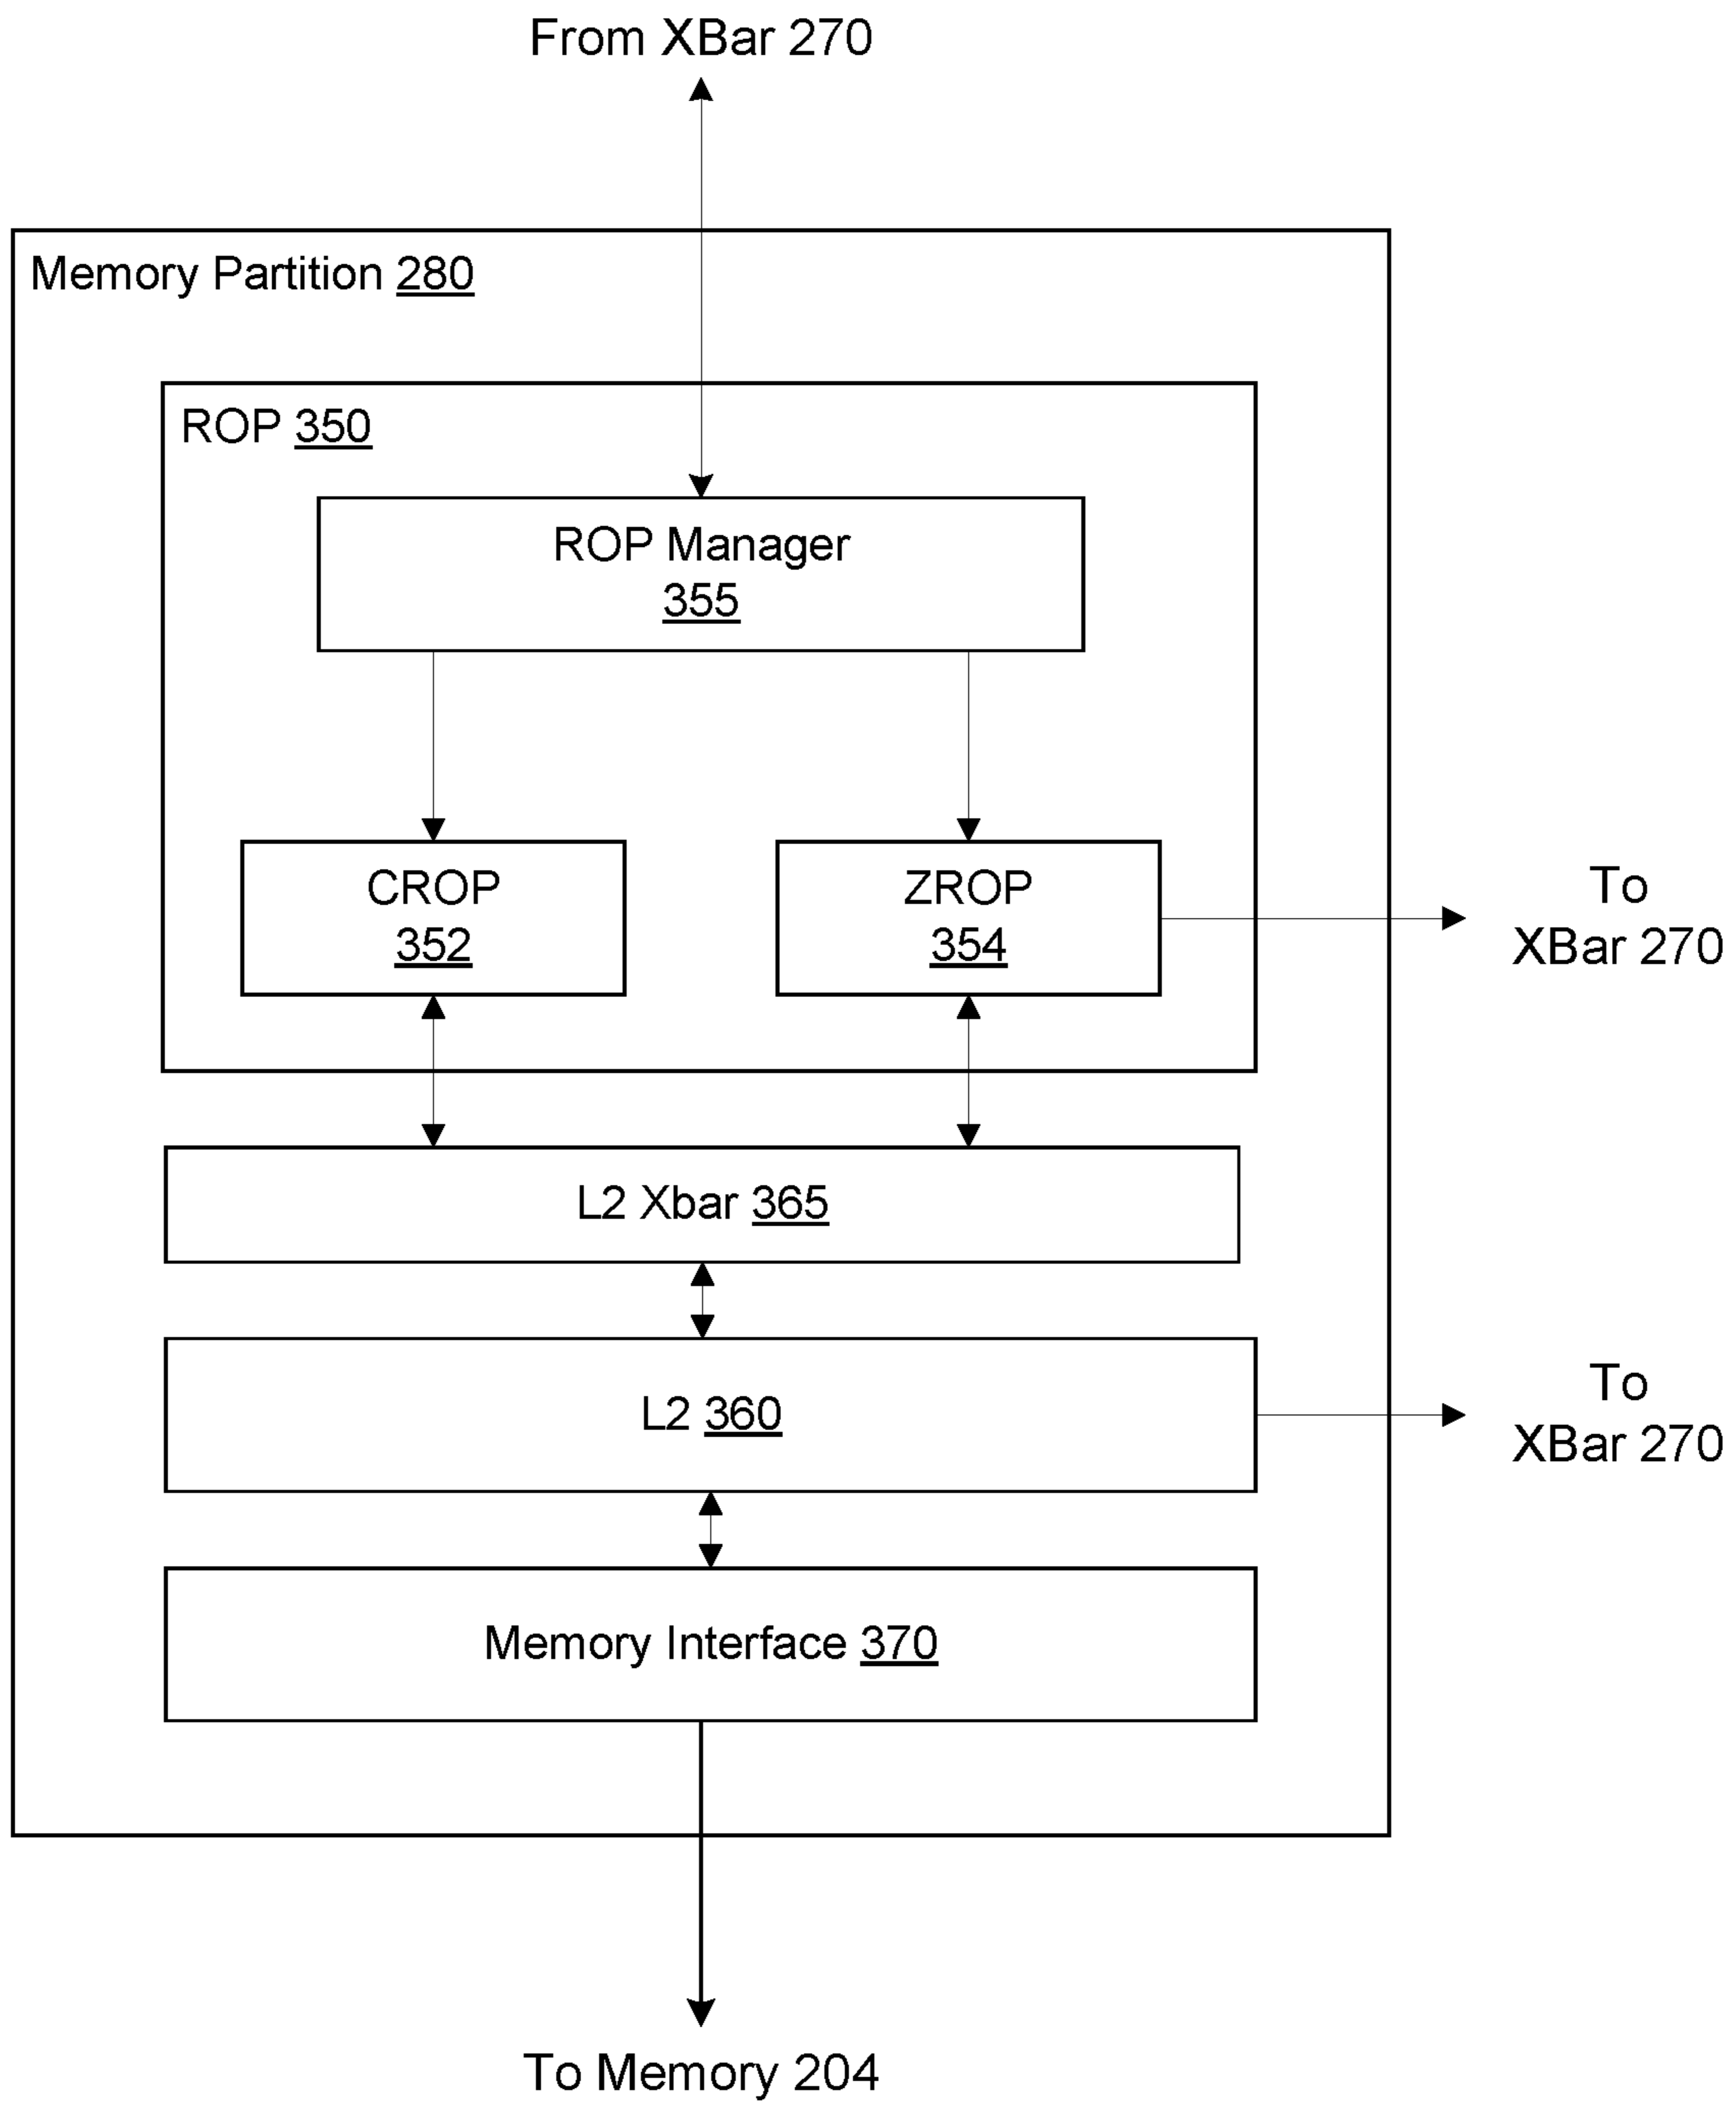 From XBar 270
Memory Partition 280
ROP 350
ROP Manager
355
CROP
352
ZROP
354
To
XBar 270
L2 Xbar 365
L2 360
To
XBar 270
Memory Interface 370
To Memory 204